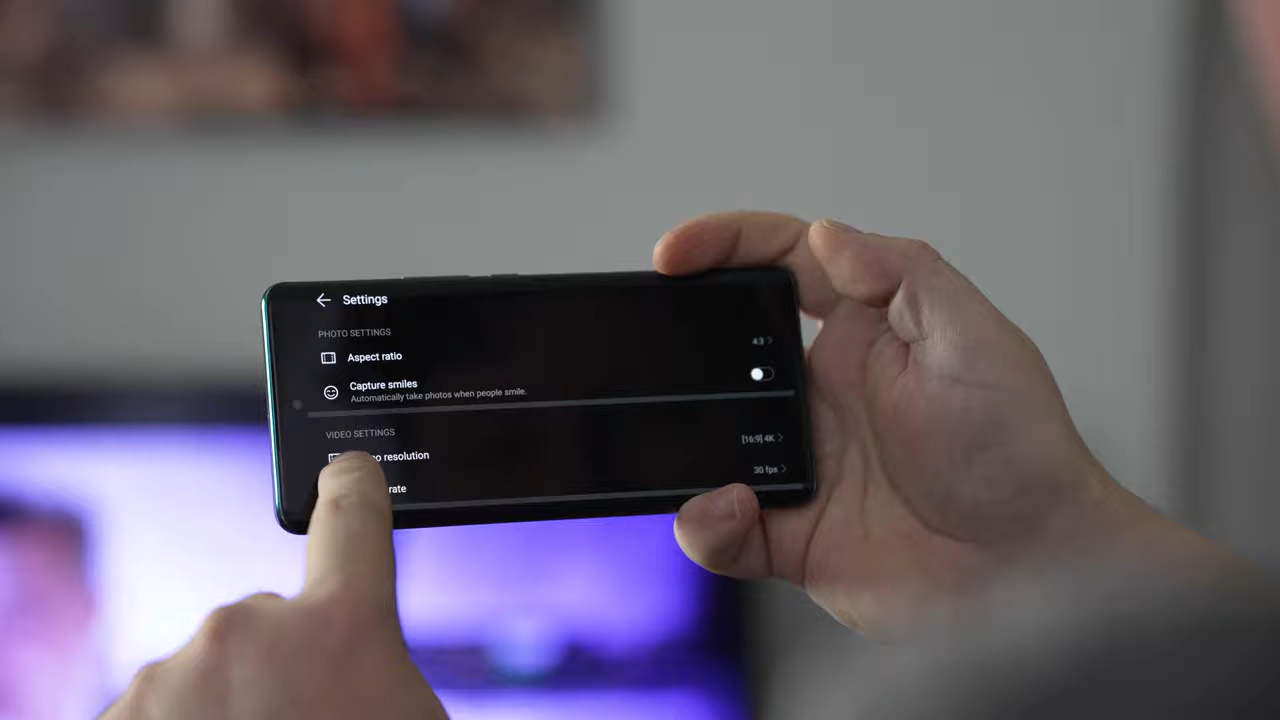 Settings
PHOTO SETTINGS
Aspect ratio 4:3
Capture smiles
Automatically take photos when people smile.
VIDEO SETTINGS
resolution [16:9] 4K
rate 30 fps